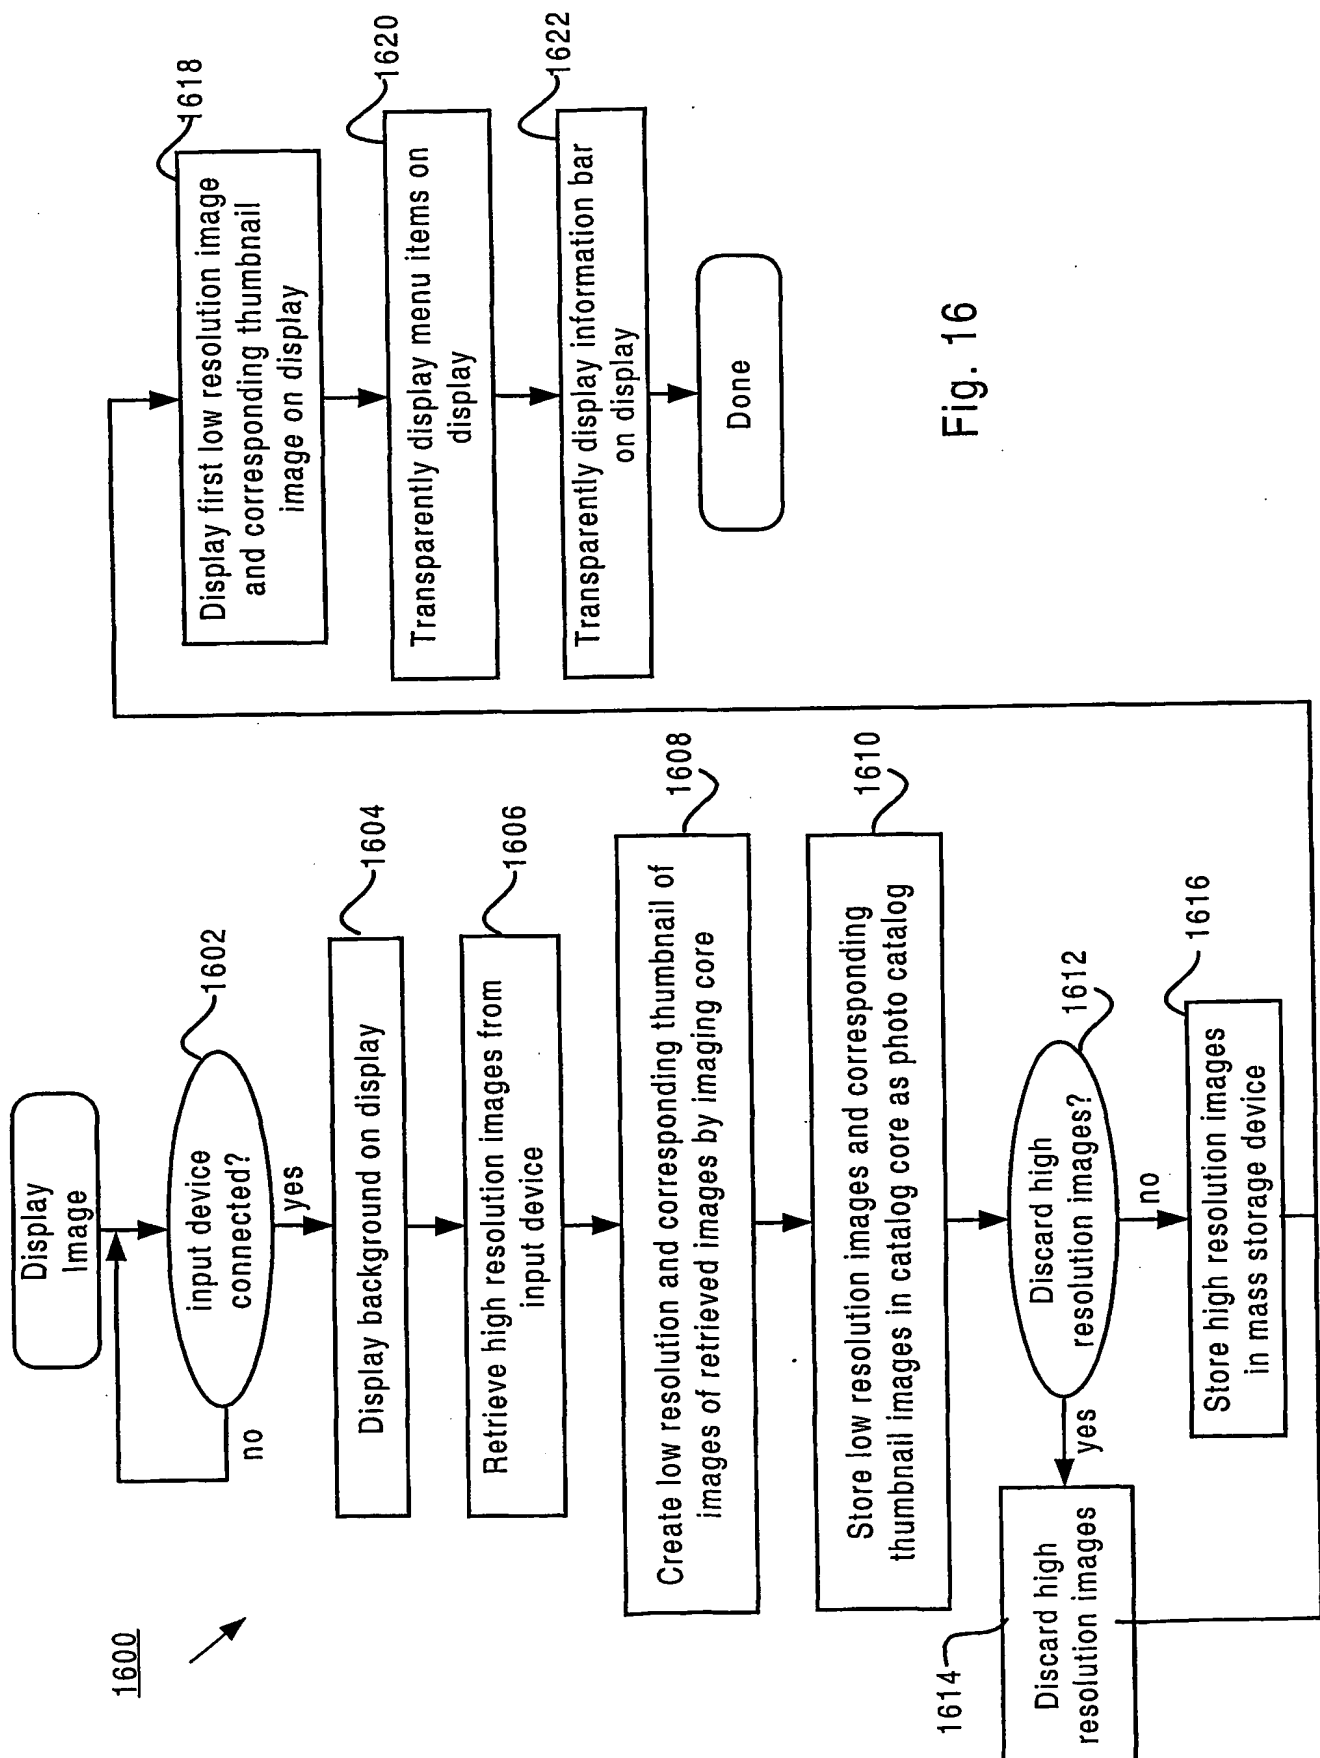 1600
Display
Image
input device
connected?
1602
no
yes
Display background on display
1604
Retrieve high resolution images from
input device
1606
Create low resolution and corresponding thumbnail of
images of retrieved images by imaging core
1608
Store low resolution images and corresponding
thumbnail images in catalog core as photo catalog
1610
Discard high
resolution images?
1612
yes
no
1614
Discard high
resolution images
Store high resolution images
in mass storage device
1616
Display first low resolution image
and corresponding thumbnail
image on display
1618
Transparently display menu items on
display
1620
Transparently display information bar
on display
1622
Done
Fig. 16